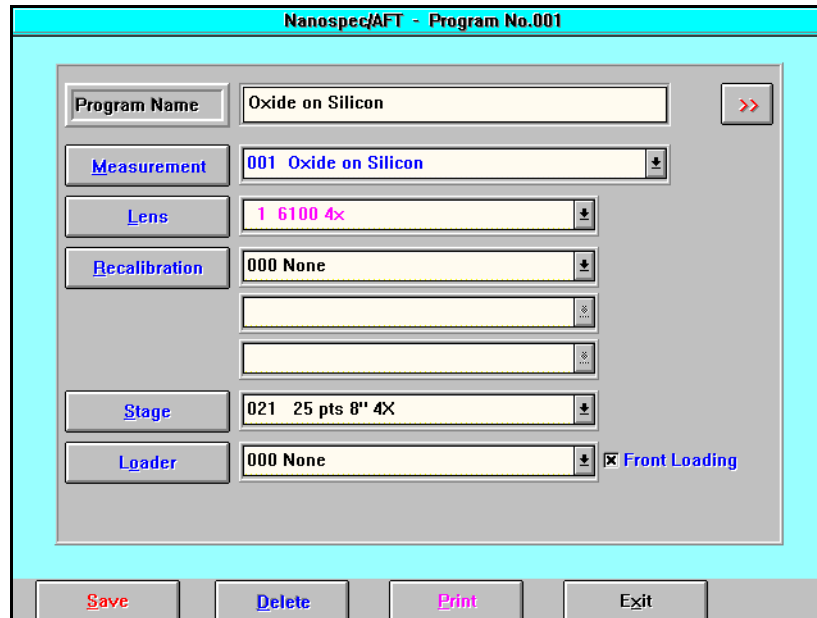 Nanospec/AFT - Program No.001
Program Name Oxide on Silicon >>
Measurement 001 Oxide on Silicon
Lens 1 6100 4x
Recalibration 000 None
Stage 021 25 pts 8" 4X
Loader 000 None Front Loading
Save Delete Print Exit